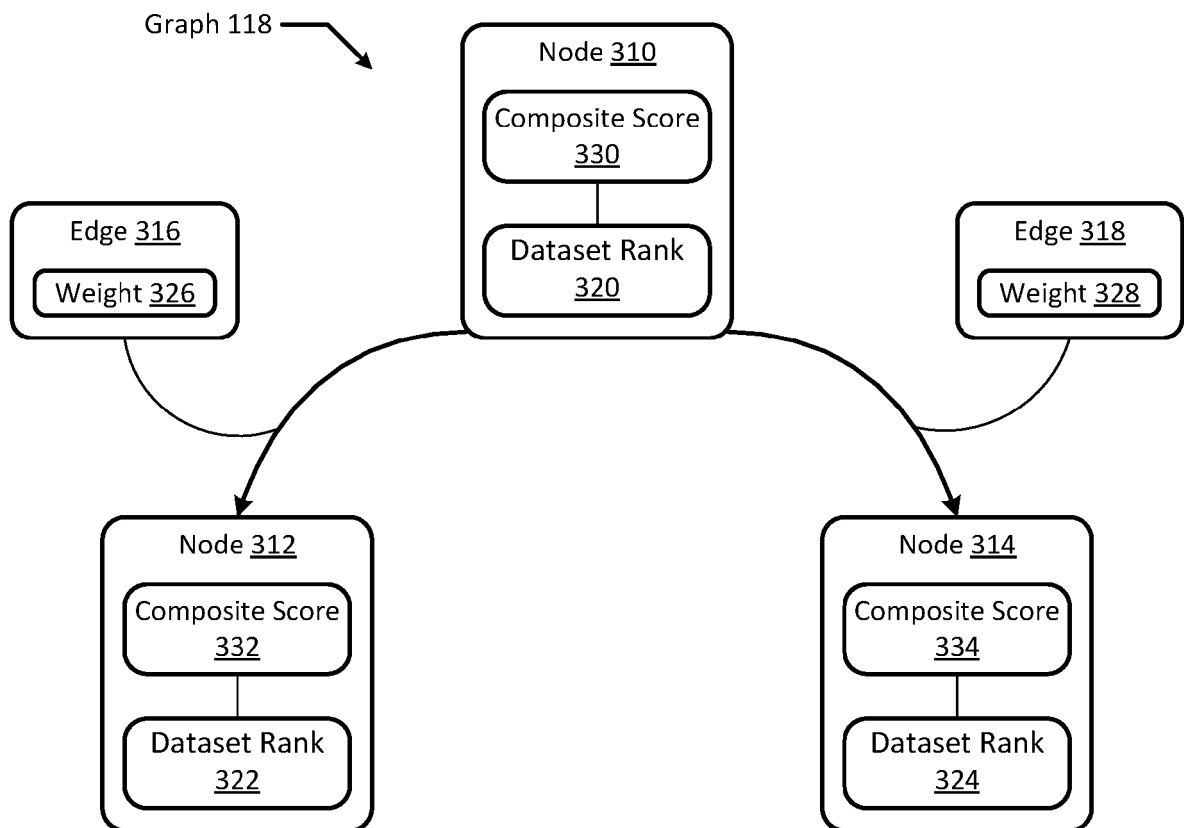 Graph 118
Node 310
Composite Score
330
Dataset Rank
320
Edge 316
Weight 326
Edge 318
Weight 328
Node 312
Composite Score
332
Dataset Rank
322
Node 314
Composite Score
334
Dataset Rank
324